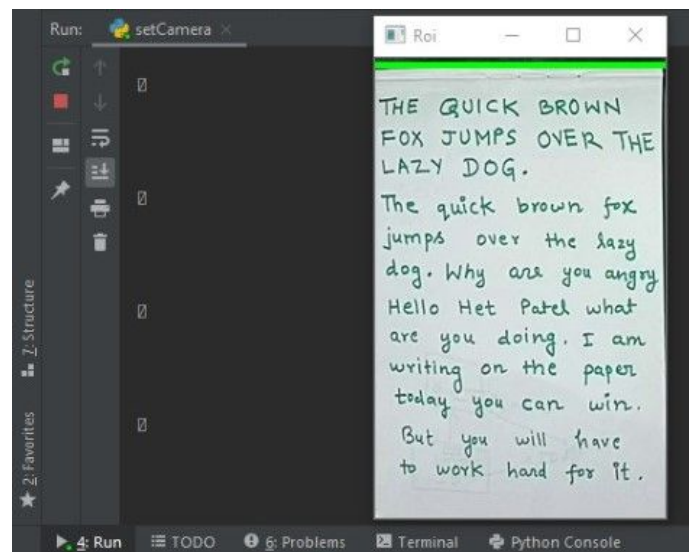 Run:
setCamera
Roi
THE QUICK BROWN
FOX JUMPS OVER THE
LAZY DOG.
The quick brown fox
jumps over the lazy
dog. Why are you angry
Hello Het Patel what
are you doing. I am
writing on the paper
today you can win.
But you will have
to work hard for it.
7: Structure
2: Favorites
4: Run
TODO
6: Problems
Terminal
Python Console